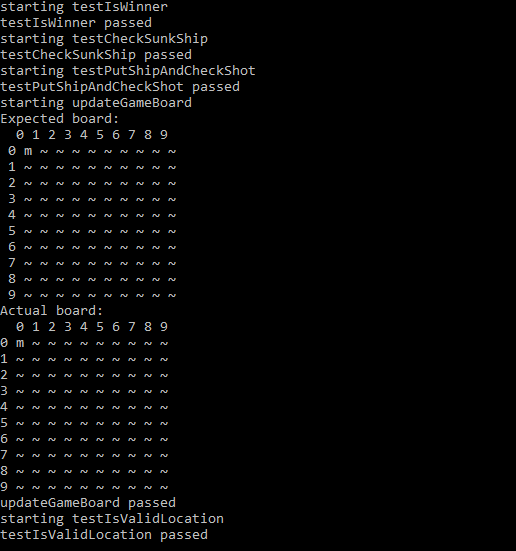 starting testIsWinner
testIsWinner passed
starting testCheckSunkShip
testCheckSunkShip passed
starting testPutShipAndCheckShot
testPutShipAndCheckShot passed
starting updateGameBoard
Expected board:
  0 1 2 3 4 5 6 7 8 9
 0 m ~ ~ ~ ~ ~ ~ ~ ~ ~
 1 ~ ~ ~ ~ ~ ~ ~ ~ ~ ~
 2 ~ ~ ~ ~ ~ ~ ~ ~ ~ ~
 3 ~ ~ ~ ~ ~ ~ ~ ~ ~ ~
 4 ~ ~ ~ ~ ~ ~ ~ ~ ~ ~
 5 ~ ~ ~ ~ ~ ~ ~ ~ ~ ~
 6 ~ ~ ~ ~ ~ ~ ~ ~ ~ ~
 7 ~ ~ ~ ~ ~ ~ ~ ~ ~ ~
 8 ~ ~ ~ ~ ~ ~ ~ ~ ~ ~
 9 ~ ~ ~ ~ ~ ~ ~ ~ ~ ~
Actual board:
  0 1 2 3 4 5 6 7 8 9
0 m ~ ~ ~ ~ ~ ~ ~ ~ ~
1 ~ ~ ~ ~ ~ ~ ~ ~ ~ ~
2 ~ ~ ~ ~ ~ ~ ~ ~ ~ ~
3 ~ ~ ~ ~ ~ ~ ~ ~ ~ ~
4 ~ ~ ~ ~ ~ ~ ~ ~ ~ ~
5 ~ ~ ~ ~ ~ ~ ~ ~ ~ ~
6 ~ ~ ~ ~ ~ ~ ~ ~ ~ ~
7 ~ ~ ~ ~ ~ ~ ~ ~ ~ ~
8 ~ ~ ~ ~ ~ ~ ~ ~ ~ ~
9 ~ ~ ~ ~ ~ ~ ~ ~ ~ ~
updateGameBoard passed
starting testIsValidLocation
testIsValidLocation passed